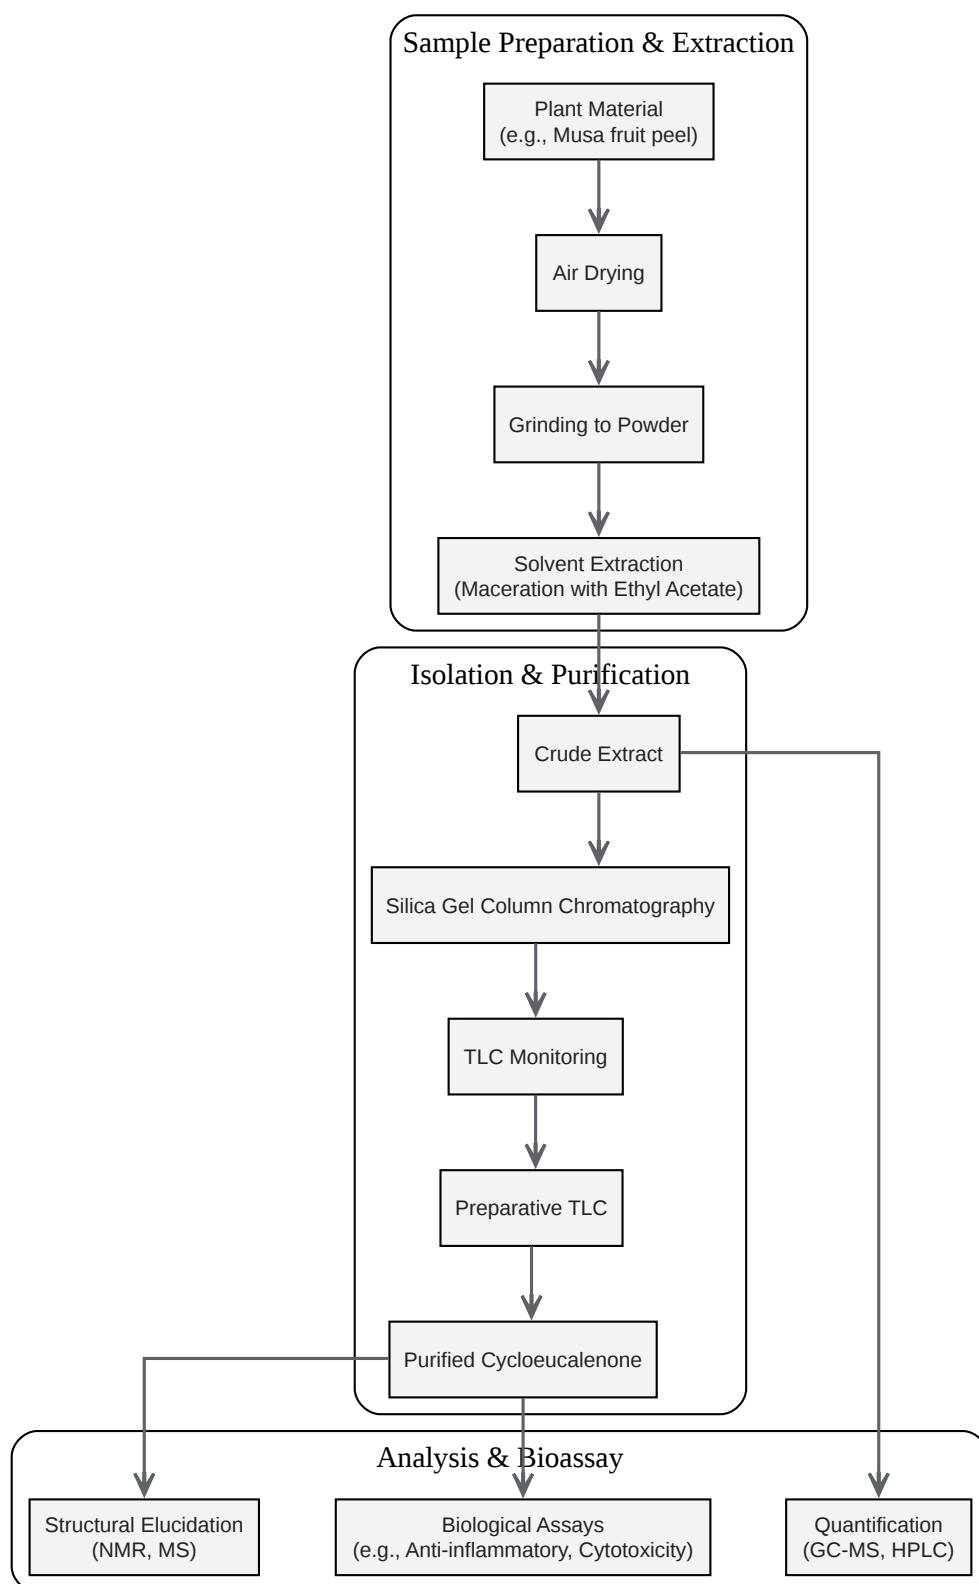 Sample Preparation & Extraction
Plant Material
(e.g., Musa fruit peel)
Air Drying
Grinding to Powder
Solvent Extraction
(Maceration with Ethyl Acetate)
Isolation & Purification
Crude Extract
Silica Gel Column Chromatography
TLC Monitoring
Preparative TLC
Purified Cycloeucalenone
Analysis & Bioassay
Structural Elucidation
(NMR, MS)
Biological Assays
(e.g., Anti-inflammatory, Cytotoxicity)
Quantification
(GC-MS, HPLC)